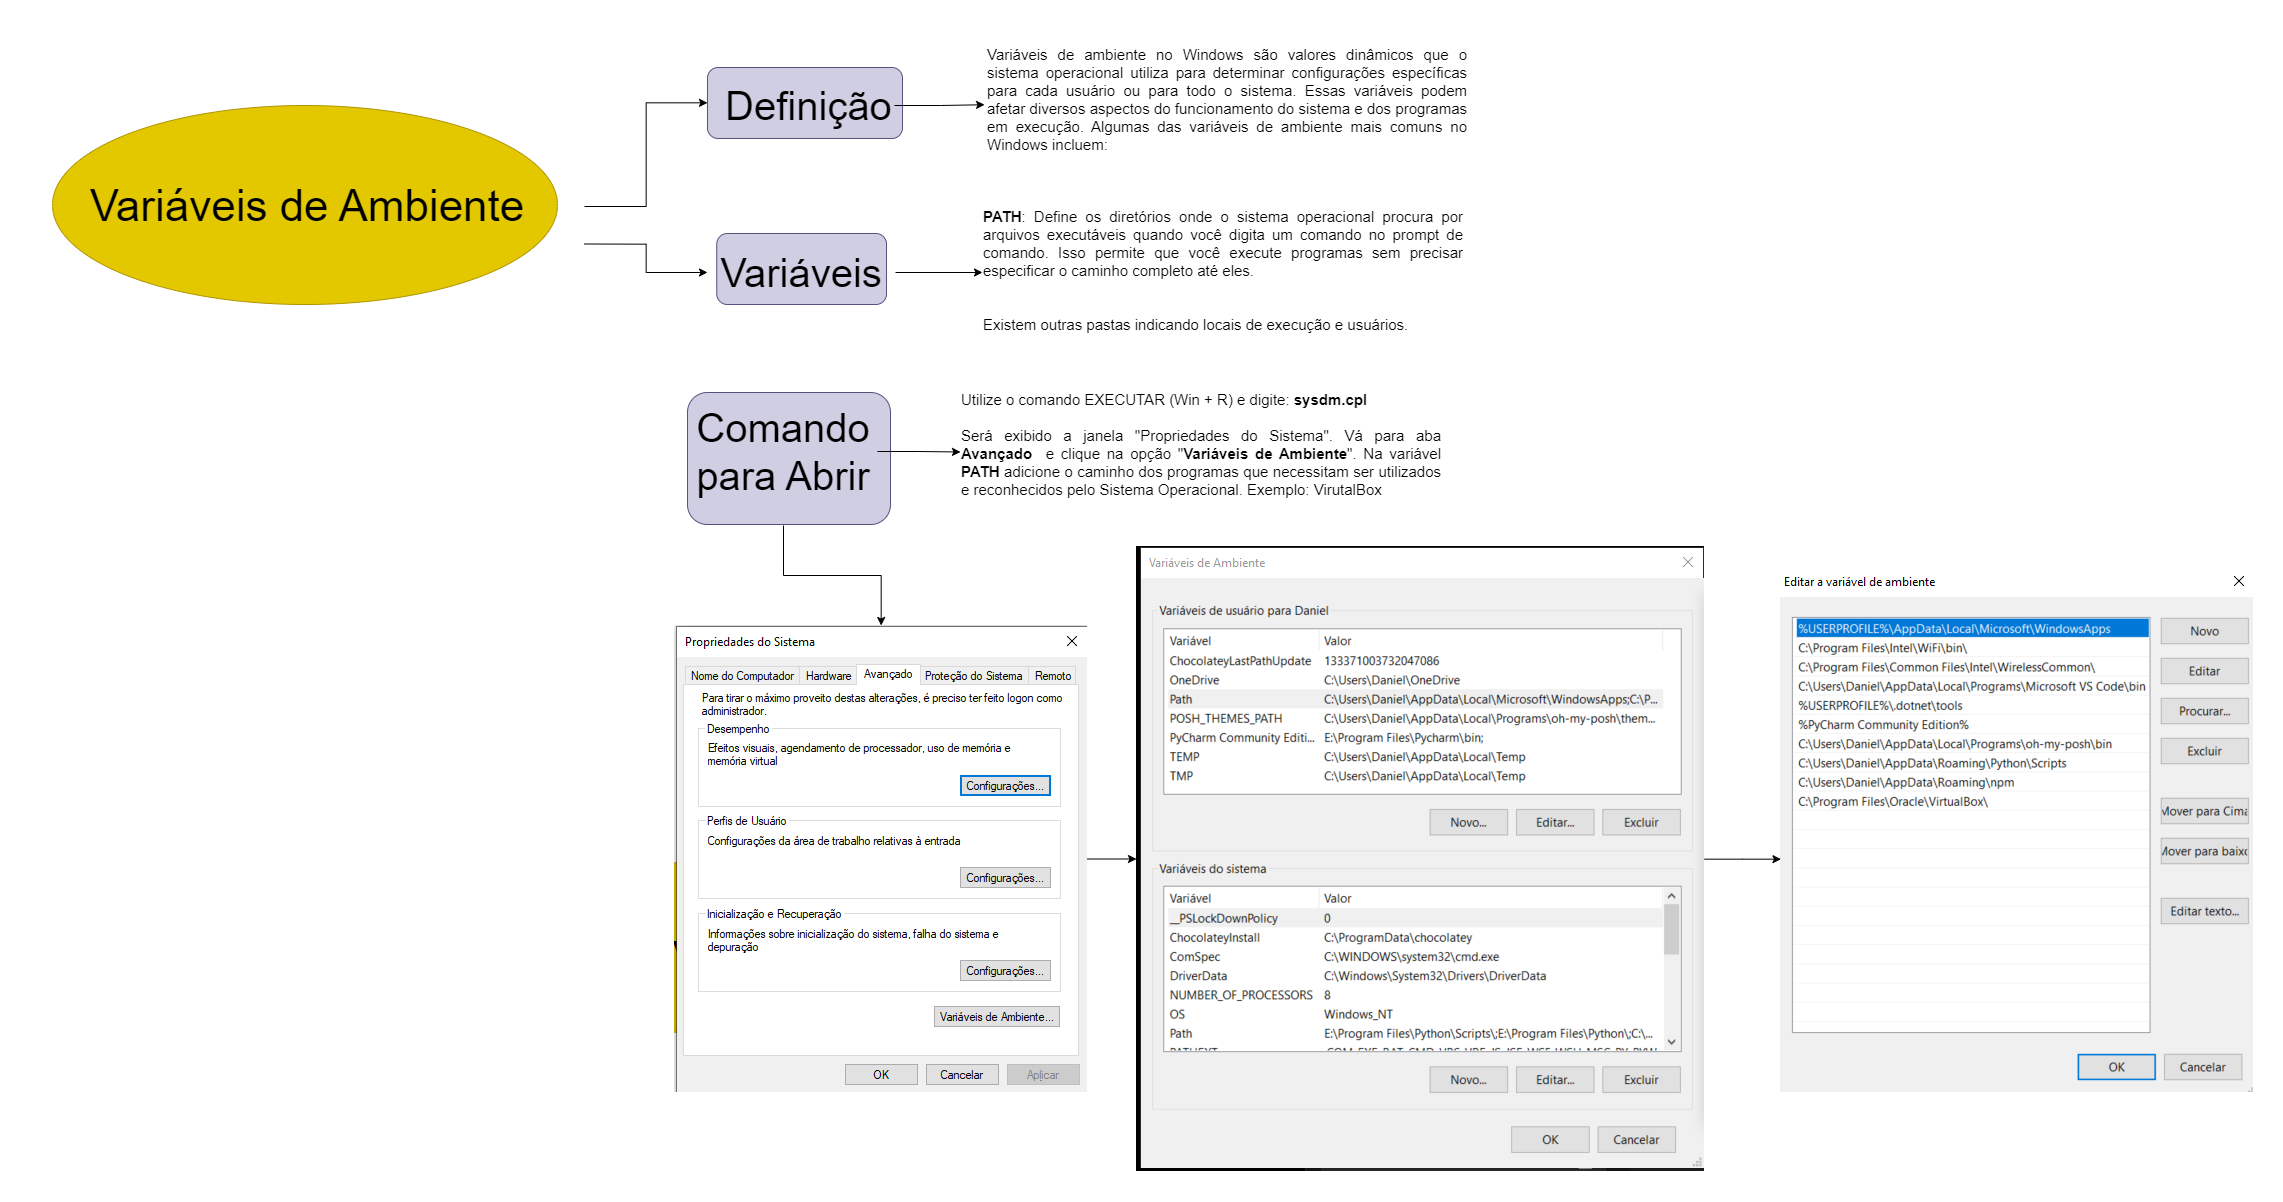 Variáveis de Ambiente
Definição
Variáveis de ambiente no Windows são valores dinâmicos que o
sistema operacional utiliza para determinar configurações específicas
para cada usuário ou para todo o sistema. Essas variáveis podem
afetar diversos aspectos do funcionamento do sistema e dos programas
em execução. Algumas das variáveis de ambiente mais comuns no
Windows incluem:
Variáveis
PATH: Define os diretórios onde o sistema operacional procura por
arquivos executáveis quando você digita um comando no prompt de
comando. Isso permite que você execute programas sem precisar
especificar o caminho completo até eles.
Existem outras pastas indicando locais de execução e usuários.
Comando
para Abrir
Utilize o comando EXECUTAR (Win + R) e digite: sysdm.cpl
Será exibido a janela "Propriedades do Sistema". Vá para aba
Avançado e clique na opção "Variáveis de Ambiente". Na variável
PATH adicione o caminho dos programas que necessitam ser utilizados
e reconhecidos pelo Sistema Operacional. Exemplo: VirutalBox
Propriedades do Sistema
Nome do Computador Hardware Avançado Proteção do Sistema Remoto
Para tirar o máximo proveito destas alterações, é preciso ter feito logon como
administrador.
Desempenho
Efeitos visuais, agendamento de processador, uso de memória e
memória virtual
Configurações...
Perfis de Usuário
Configurações da área de trabalho relativas à entrada
Configurações...
Inicialização e Recuperação
Informações sobre inicialização do sistema, falha do sistema e
depuração
Configurações...
Variáveis de Ambiente...
OK Cancelar Aplicar
Variáveis de Ambiente
Variáveis de usuário para Daniel
Variável Valor
ChocolateyLastPathUpdate 133371003732047086
OneDrive C:\Users\Daniel\OneDrive
Path C:\Users\Daniel\AppData\Local\Microsoft\WindowsApps;C:\P...
POSH_THEMES_PATH C:\Users\Daniel\AppData\Local\Programs\oh-my-posh\them...
PyCharm Community Editi... E:\Program Files\Pycharm\bin;
TEMP C:\Users\Daniel\AppData\Local\Temp
TMP C:\Users\Daniel\AppData\Local\Temp
Novo... Editar... Excluir
Variáveis do sistema
Variável Valor
__PSLockDownPolicy 0
ChocolateyInstall C:\ProgramData\chocolatey
ComSpec C:\WINDOWS\system32\cmd.exe
DriverData C:\Windows\System32\Drivers\DriverData
NUMBER_OF_PROCESSORS 8
OS Windows_NT
Path E:\Program Files\Python\Scripts\;E:\Program Files\Python\;C:\...
Novo... Editar... Excluir
OK Cancelar
Editar a variável de ambiente
%USERPROFILE%\AppData\Local\Microsoft\WindowsApps
C:\Program Files\Intel\WiFi\bin\
C:\Program Files\Common Files\Intel\WirelessCommon\
C:\Users\Daniel\AppData\Local\Programs\Microsoft VS Code\bin
%USERPROFILE%\.dotnet\tools
%PyCharm Community Edition%
C:\Users\Daniel\AppData\Local\Programs\oh-my-posh\bin
C:\Users\Daniel\AppData\Roaming\Python\Scripts
C:\Users\Daniel\AppData\Roaming\npm
C:\Program Files\Oracle\VirtualBox\
Novo
Editar
Procurar...
Excluir
Mover para Cima
Mover para baixo
Editar texto...
OK Cancelar